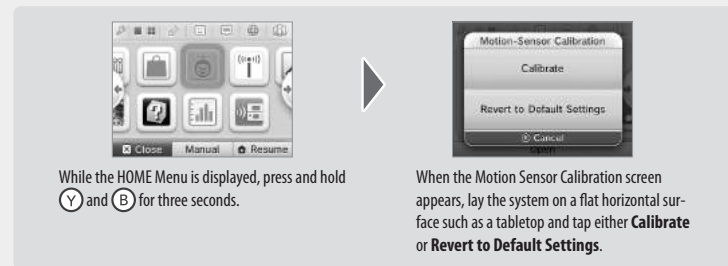 Close
Manual
Resume
While the HOME Menu is displayed, press and hold
Y and B for three seconds.
Motion-Sensor Calibration
Calibrate
Revert to Default Settings
B Cancel
Open
When the Motion Sensor Calibration screen
appears, lay the system on a flat horizontal sur-
face such as a tabletop and tap either Calibrate
or Revert to Default Settings.